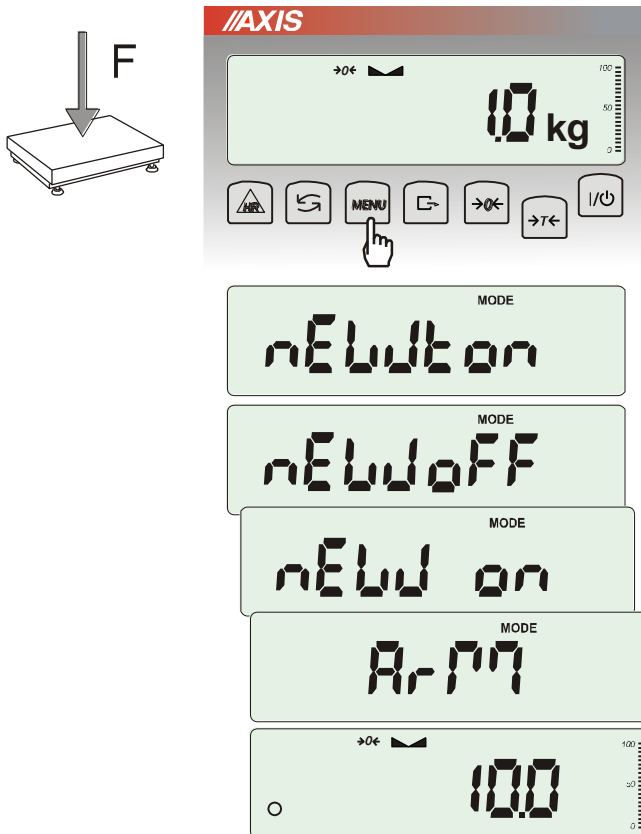 F
//AXIS
→0← 100
1.0 kg 50
0
HR MENU →0← →T← I/⏻
MODE
nEWton
MODE
nEWoFF
MODE
nEW on
MODE
ArM
→0← 100
10.0 50
0